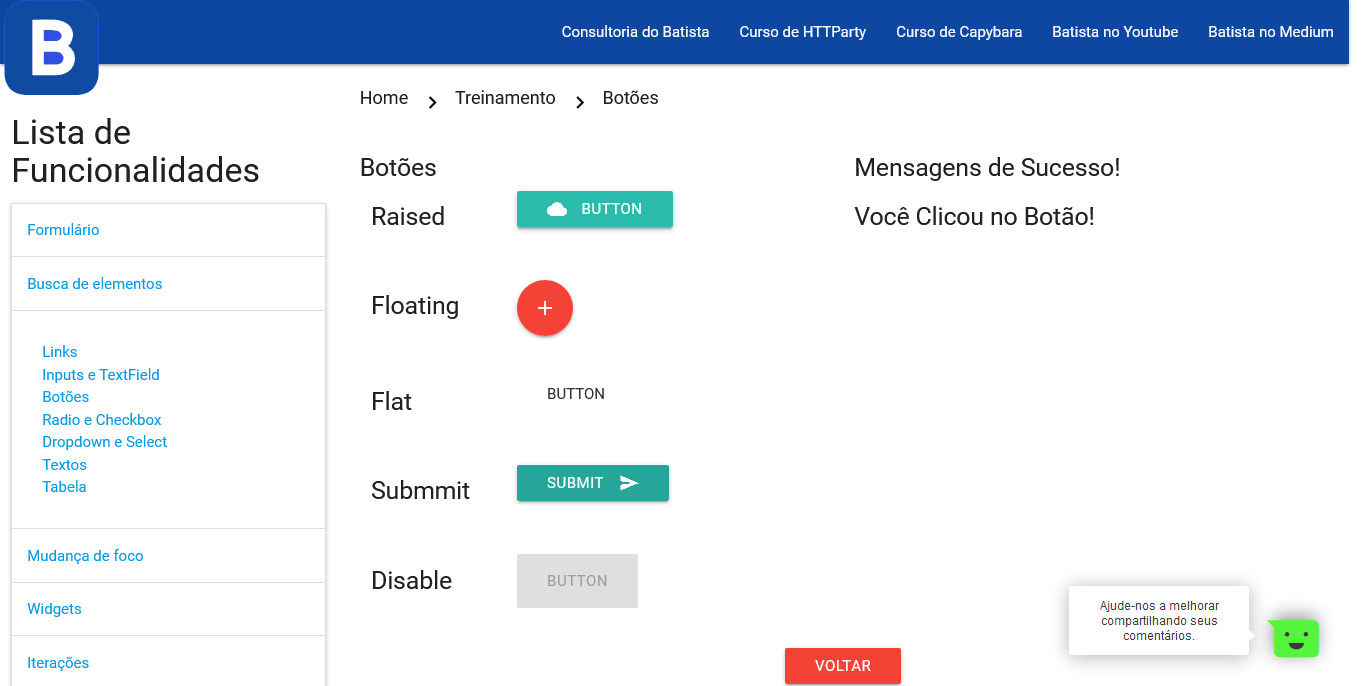 B
Consultoria do Batista
Curso de HTTParty
Curso de Capybara
Batista no Youtube
Batista no Medium
Home
Treinamento
Botões
Lista de
Funcionalidades
Formulário
Busca de elementos
Links
Inputs e TextField
Botões
Radio e Checkbox
Dropdown e Select
Textos
Tabela
Mudança de foco
Widgets
Iterações
Botões
Raised
BUTTON
Floating
+
Flat
BUTTON
Submmit
SUBMIT
Disable
BUTTON
VOLTAR
Mensagens de Sucesso!
Você Clicou no Botão!
Ajude-nos a melhorar
compartilhando seus
comentários.